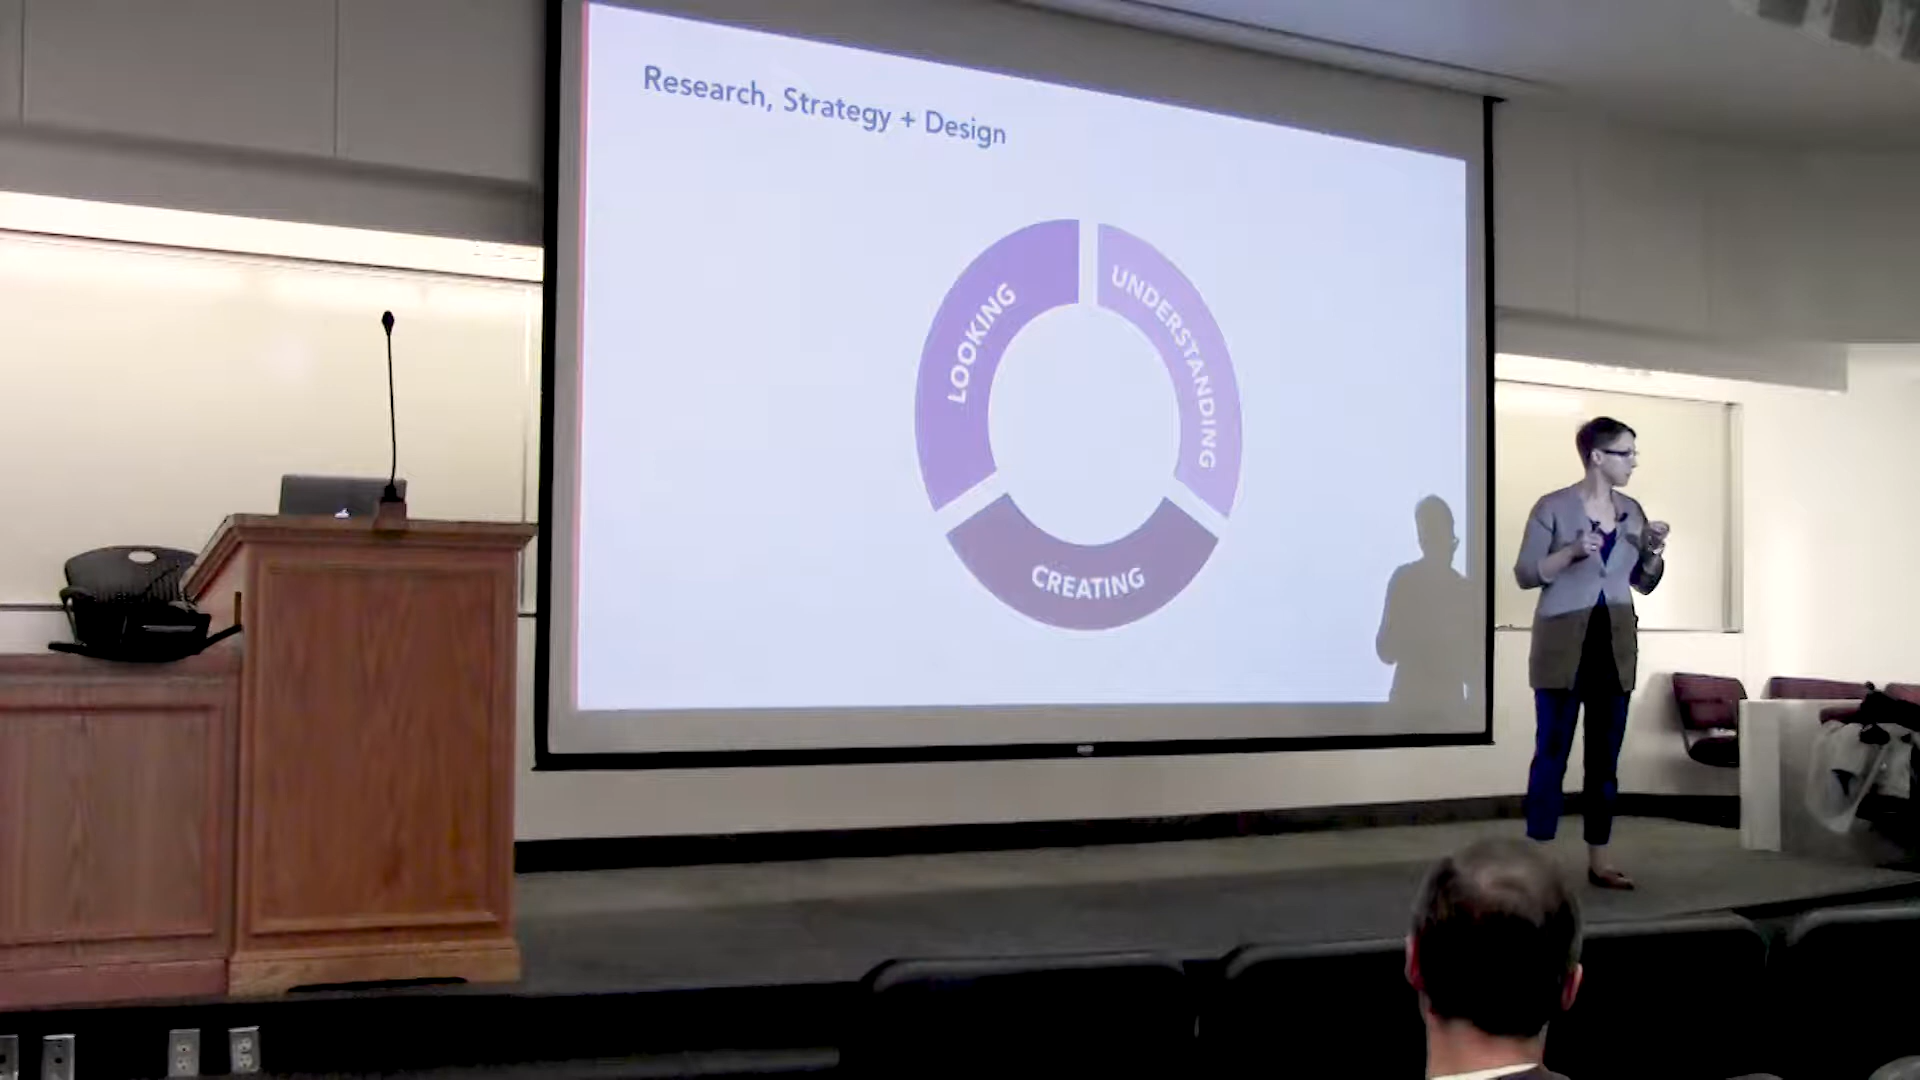 Research, Strategy + Design
LOOKING
UNDERSTANDING
CREATING